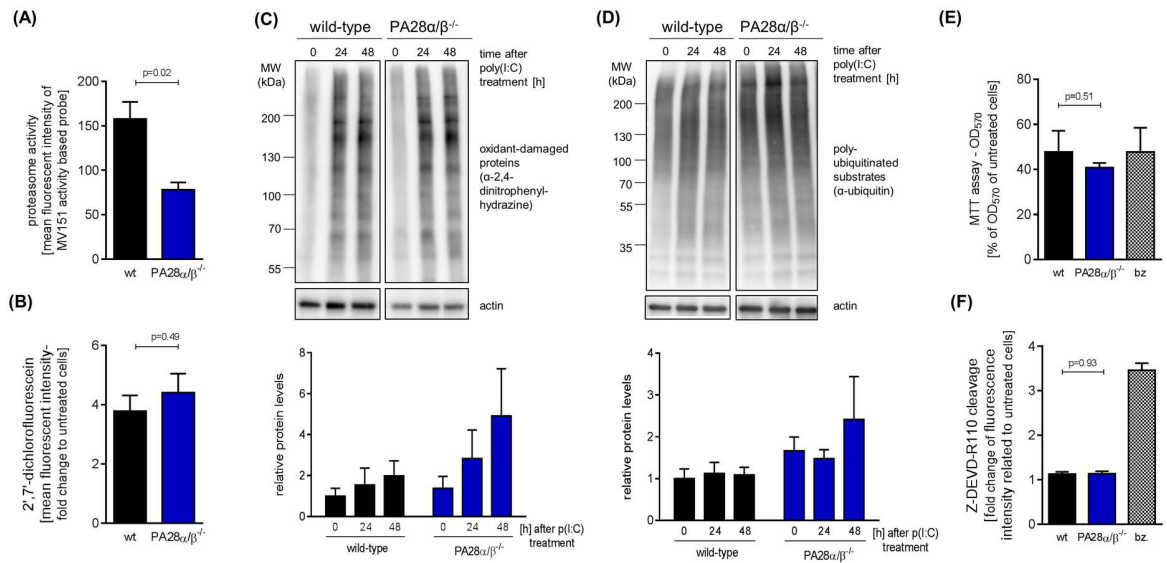 (A)
proteasome activity
[mean fluorescent intensity of
MV151 activity based probe]
200
150
100
50
0
p=0.02
wt
PA28α/β-/-
(B)
2',7'-dichlorofluorescein
[mean fluorescent intensity-
fold change to untreated cells]
6
4
2
0
p=0.49
wt
PA28α/β-/-
(C)
wild-type
PA28α/β-/-
0 24 48 0 24 48
time after
poly(I:C)
treatment [h]
MW
(kDa)
200
130
100
70
55
oxidant-damaged
proteins
(α-2,4-
dinitrophenyl-
hydrazine)
actin
relative protein levels
8
6
4
2
0
0 24 48 0 24 48
[h] after p(I:C)
treatment
wild-type
PA28α/β-/-
(D)
wild-type
PA28α/β-/-
0 24 48 0 24 48
time after
poly(I:C)
treatment [h]
MW
(kDa)
200
130
100
70
55
35
poly-
ubiquitinated
substrates
(α-ubiquitin)
actin
relative protein levels
4
3
2
1
0
0 24 48 0 24 48
[h] after p(I:C)
treatment
wild-type
PA28α/β-/-
(E)
MTT assay - OD570
[% of OD570 of untreated cells]
80
60
40
20
0
p=0.51
wt
PA28α/β-/-
bz
(F)
Z-DEVD-R110 cleavage
[fold change of fluorescence
intensity related to untreated cells]
4
3
2
1
0
p=0.93
wt
PA28α/β-/-
bz.